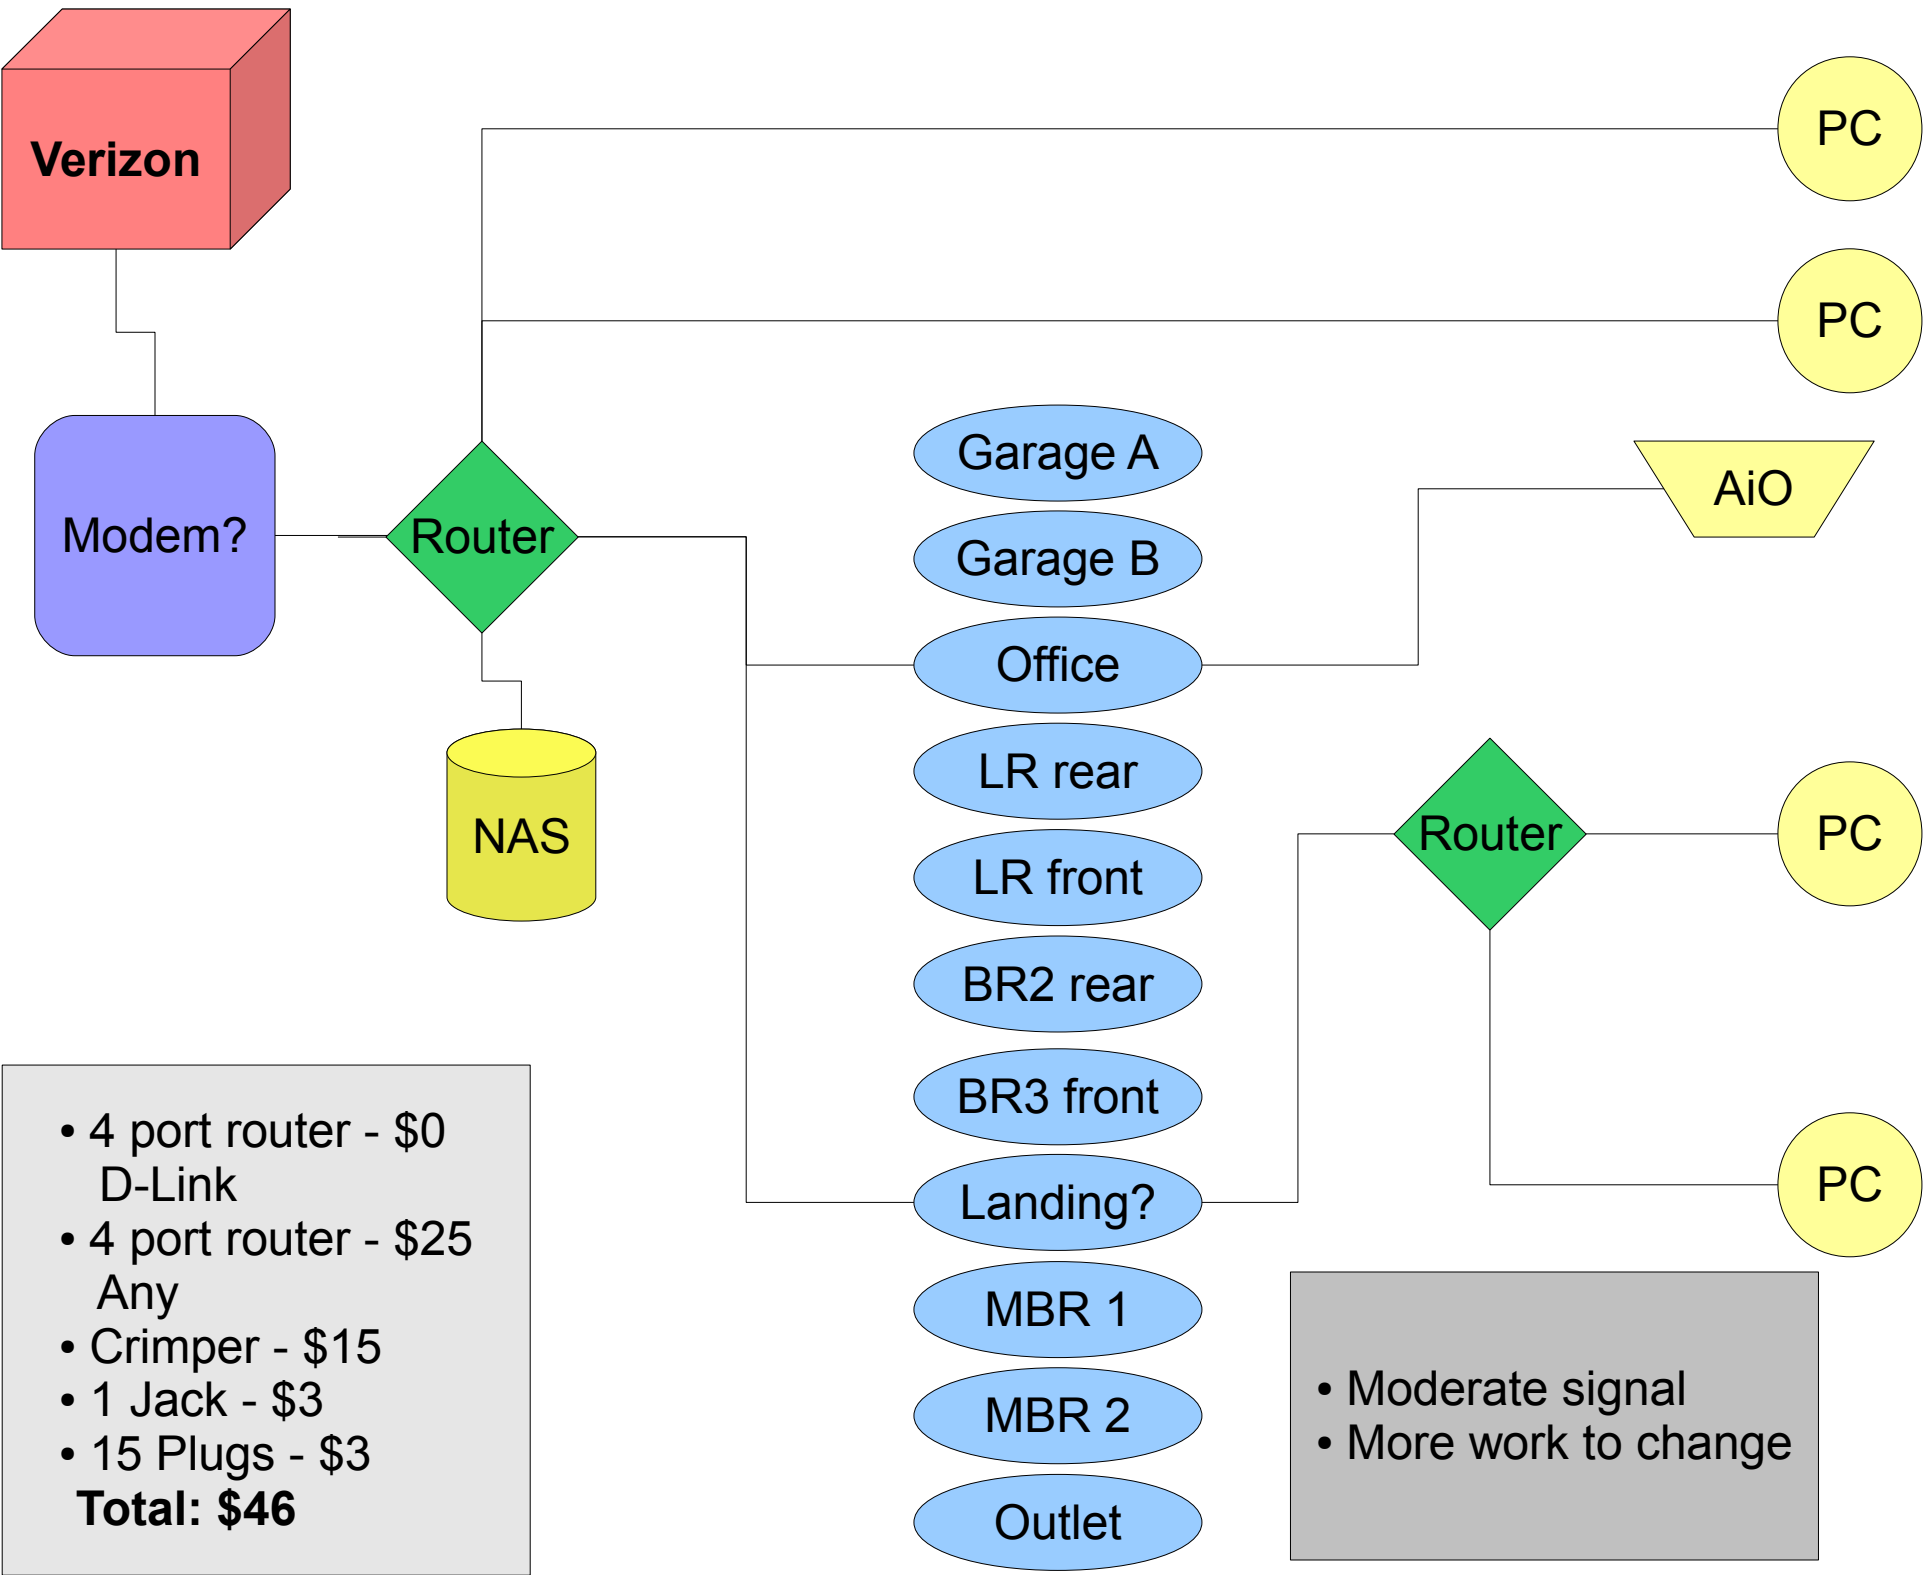 Verizon
PC
PC
Garage A
AiO
Modem?
Router
Garage B
Office
LR rear
NAS
Router
PC
LR front
BR2 rear
BR3 front
• 4 port router - $0
D-Link
• 4 port router - $25
Any
• Crimper - $15
• 1 Jack - $3
• 15 Plugs - $3
Total: $46
Landing?
PC
MBR 1
MBR 2
Outlet
• Moderate signal
• More work to change